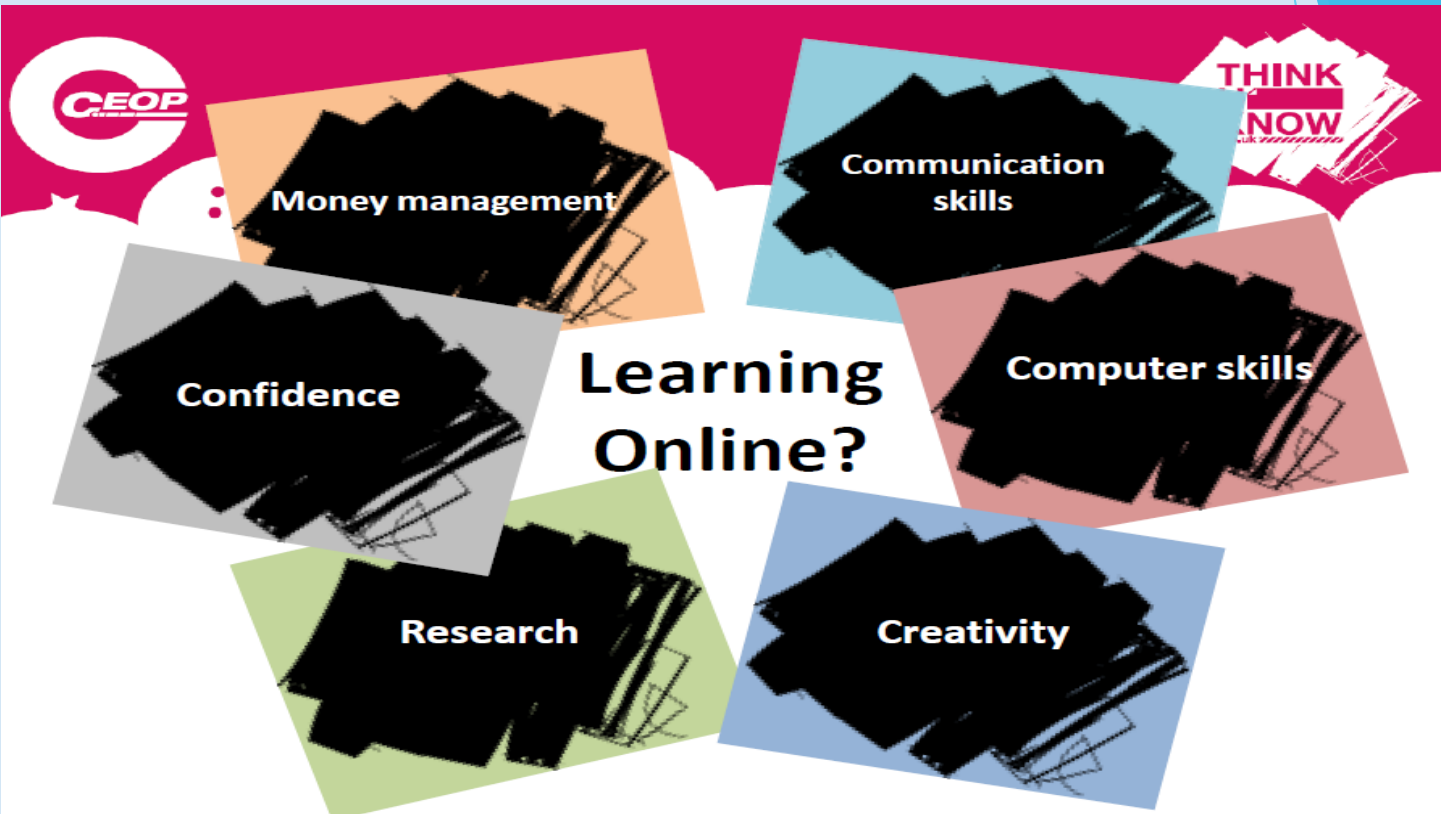 CEOP
THINK
KNOW
Money management
Communication
skills
Confidence
Learning
Online?
Computer skills
Research
Creativity